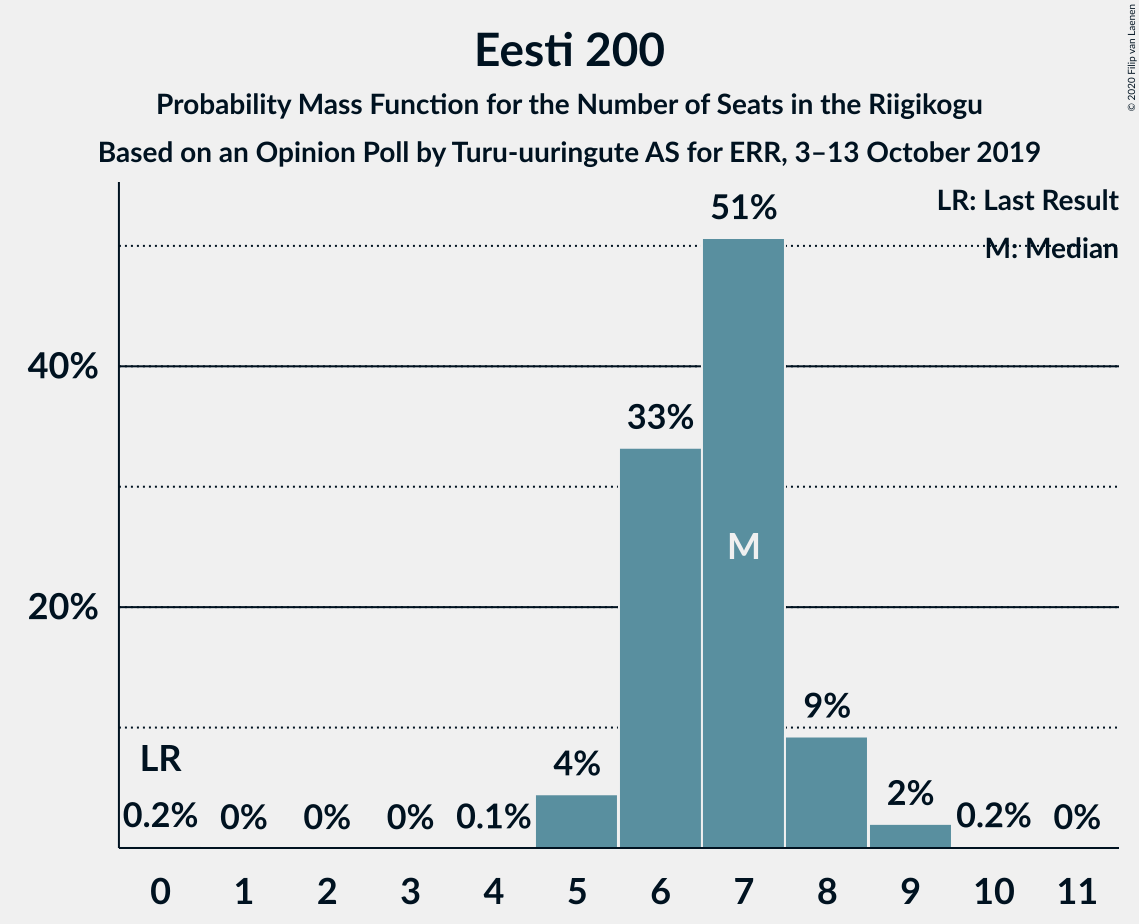 Eesti 200
Probability Mass Function for the Number of Seats in the Riigikogu
Based on an Opinion Poll by Turu-uuringute AS for ERR, 3–13 October 2019
© 2020 Filip van Laenen
LR: Last Result
M: Median
51%
40%
33%
M
20%
9%
LR
4%
2%
0.2% 0% 0% 0% 0.1% 0.2% 0%
0 1 2 3 4 5 6 7 8 9 10 11